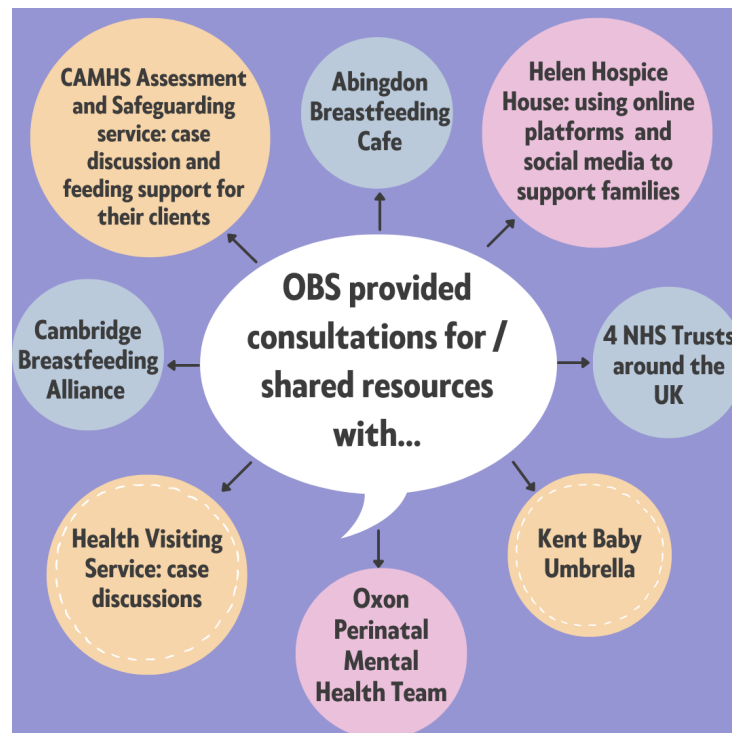 CAMHS Assessment
and Safeguarding
service: case
discussion and
feeding support for
their clients
Abingdon
Breastfeeding
Cafe
Helen Hospice
House: using online
platforms and
social media to
support families
OBS provided
consultations for /
shared resources
with...
Cambridge
Breastfeeding
Alliance
4 NHS Trusts
around the
UK
Health Visiting
Service: case
discussions
Oxon
Perinatal
Mental
Health Team
Kent Baby
Umbrella